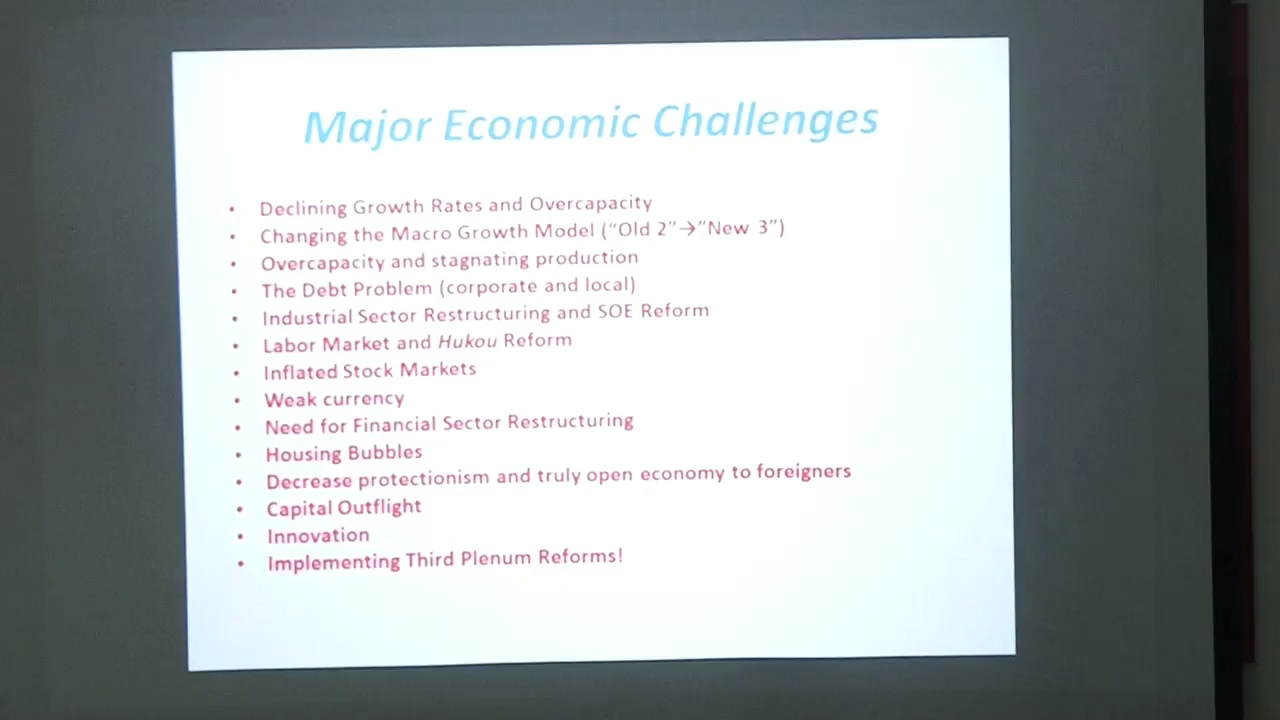 Major Economic Challenges
• Declining Growth Rates and Overcapacity
• Changing the Macro Growth Model (“Old 2”→”New 3”)
• Overcapacity and stagnating production
• The Debt Problem (corporate and local)
• Industrial Sector Restructuring and SOE Reform
• Labor Market and Hukou Reform
• Inflated Stock Markets
• Weak currency
• Need for Financial Sector Restructuring
• Housing Bubbles
• Decrease protectionism and truly open economy to foreigners
• Capital Outflight
• Innovation
• Implementing Third Plenum Reforms!